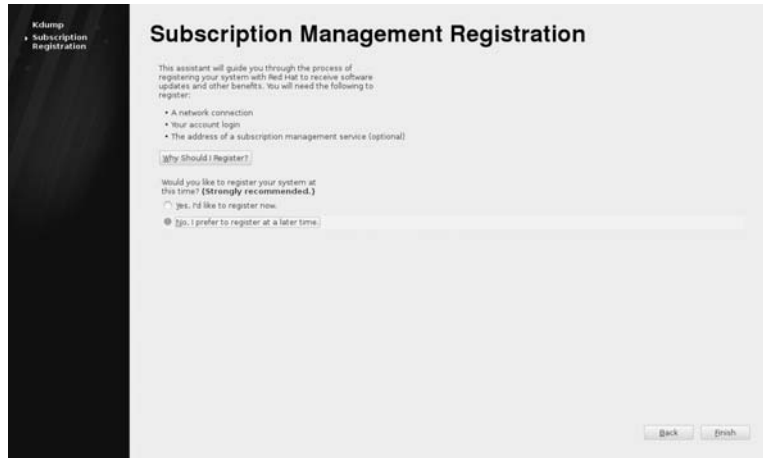 Kdump
Subscription
Registration
Subscription Management Registration
This assistant will guide you through the process of
registering your system with Red Hat to receive software
updates and other benefits. You will need the following to
register:
• A network connection
• Your account login
• The address of a subscription management service (optional)
Why Should I Register?
Would you like to register your system at
this time? (Strongly recommended.)
Yes, I'd like to register now.
No, I prefer to register at a later time.
Back
Finish